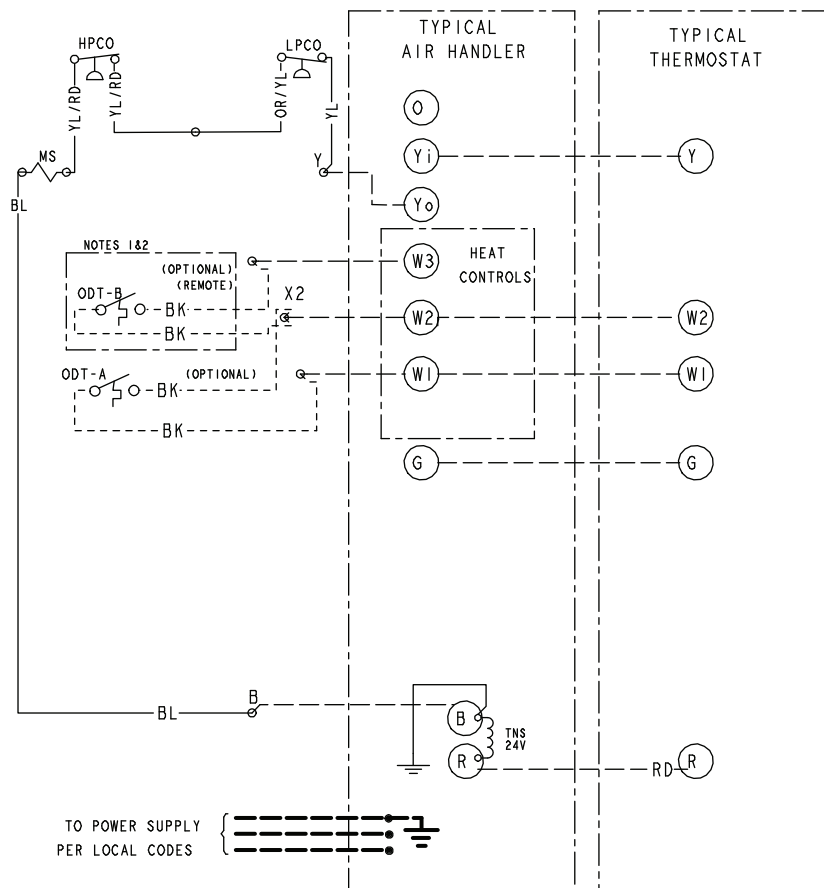 TYPICAL
AIR HANDLER
TYPICAL
THERMOSTAT
HPCO
LPCO
YL/RD
YL/RD
OR/YL
YL
O
MS
Y
Yi
Y
BL
Yo
NOTES 1&2
(OPTIONAL)
(REMOTE)
W3
HEAT
CONTROLS
ODT-B
BK
X2
BK
W2
W2
ODT-A
(OPTIONAL)
BK
W1
W1
BK
G
G
B
BL
B
TNS
24V
R
RD
R
TO POWER SUPPLY
PER LOCAL CODES